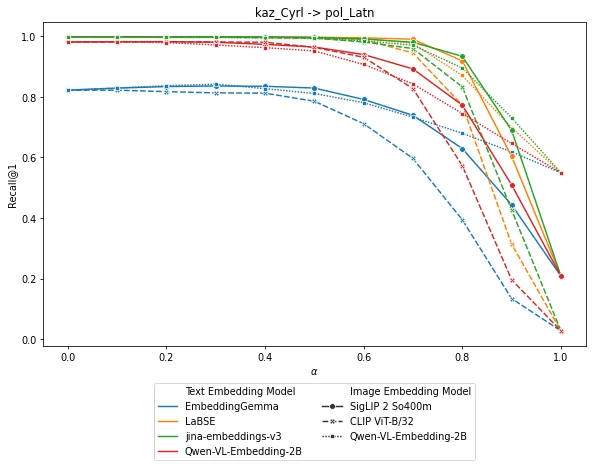 kaz_Cyrl -> pol_Latn
Recall@1
1.0
0.8
0.6
0.4
0.2
0.0
0.0 0.2 0.4 0.6 0.8 1.0
α
Text Embedding Model Image Embedding Model
EmbeddingGemma SigLIP 2 So400m
LaBSE CLIP ViT-B/32
jina-embeddings-v3 Qwen-VL-Embedding-2B
Qwen-VL-Embedding-2B